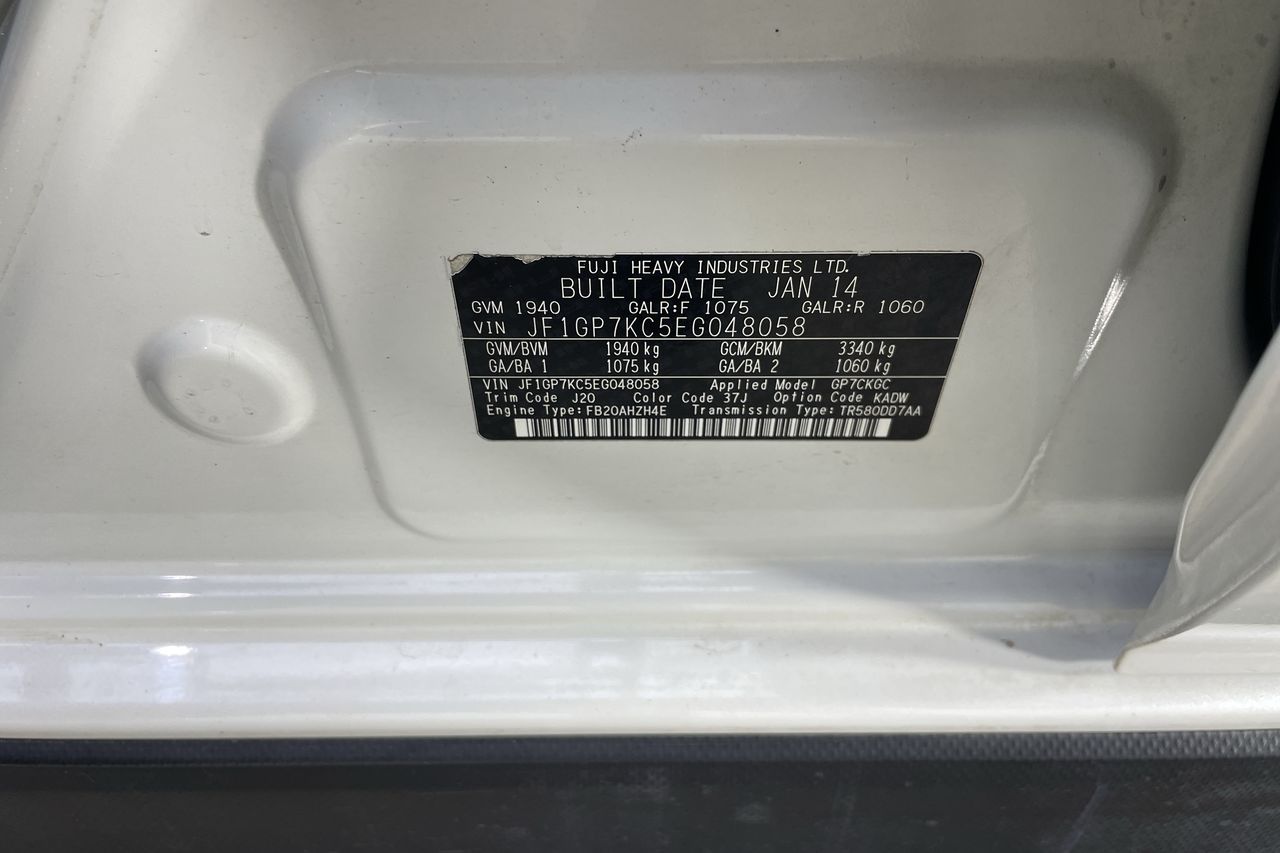 FUJI HEAVY INDUSTRIES LTD.
BUILT DATE JAN 14
GVM 1940 GALR:F 1075 GALR:R 1060
VIN JF1GP7KC5EG048058
GVM/BVM 1940 kg GCM/BKM 3340 kg
GA/BA 1 1075 kg GA/BA 2 1060 kg
VIN JF1GP7KC5EG048058 Applied Model GP7CKGC
Trim Code J20 Color Code 37J Option Code KADW
Engine Type: FB20AHZH4E Transmission Type: TR580DD7AA